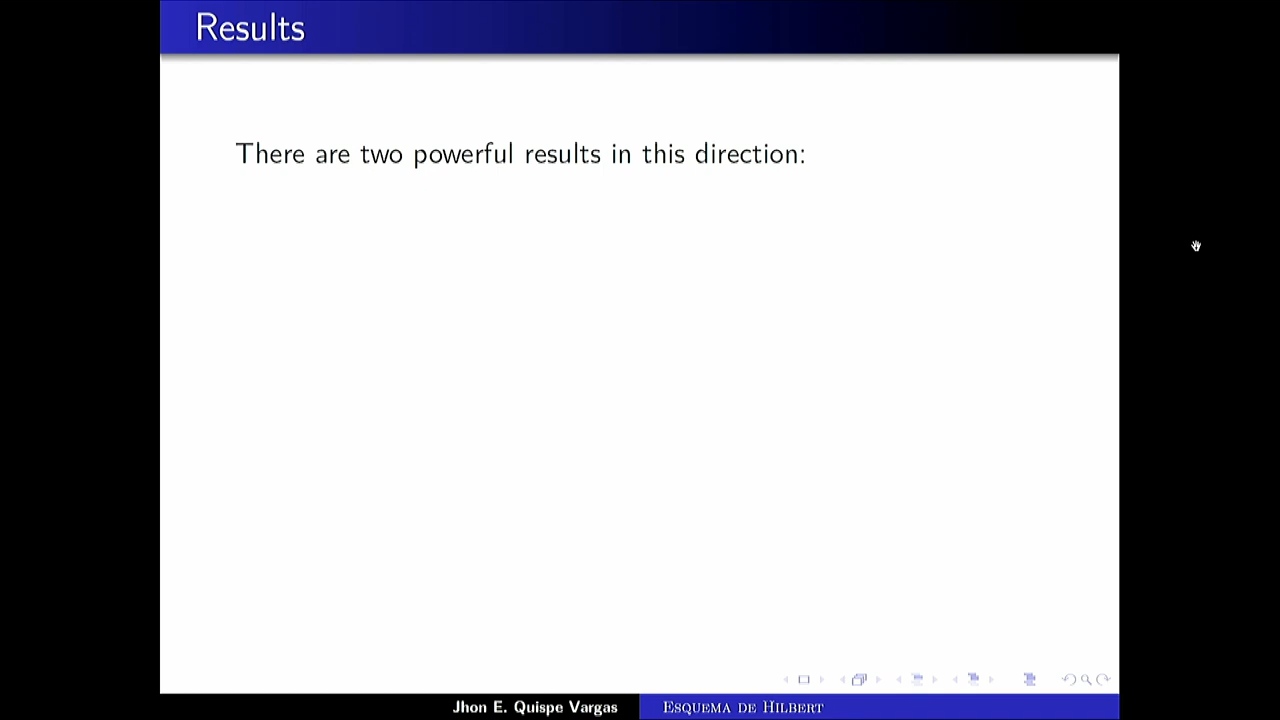 Results
There are two powerful results in this direction:
Jhon E. Quispe Vargas
Esquema de Hilbert